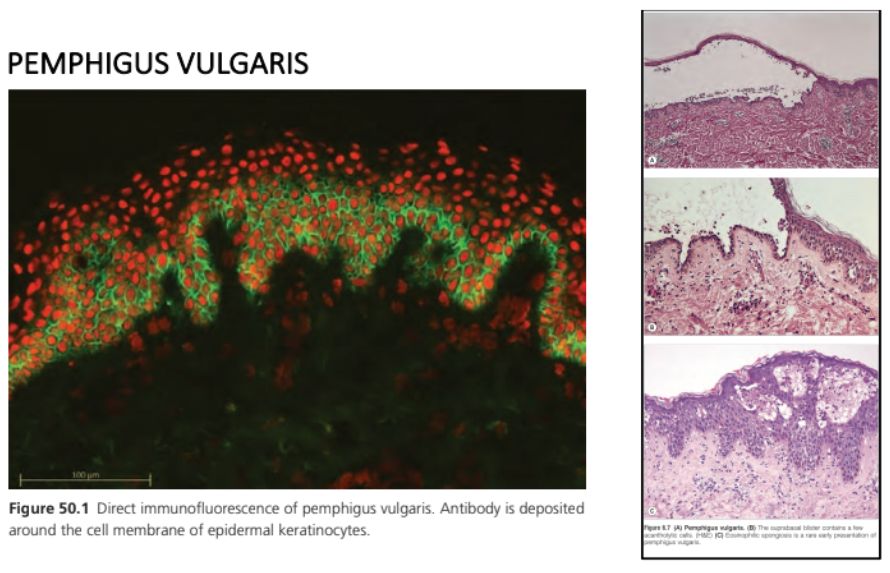 PEMPHIGUS VULGARIS
100 μm
Figure 50.1 Direct immunofluorescence of pemphigus vulgaris. Antibody is deposited
around the cell membrane of epidermal keratinocytes.
A
B
C
Figure 6.7 (A) Pemphigus vulgaris. (B) The suprabasal blister contains a few
acantholytic cells. (H&E) (C) Eosinophilic spongiosis is a rare early presentation of
pemphigus vulgaris.